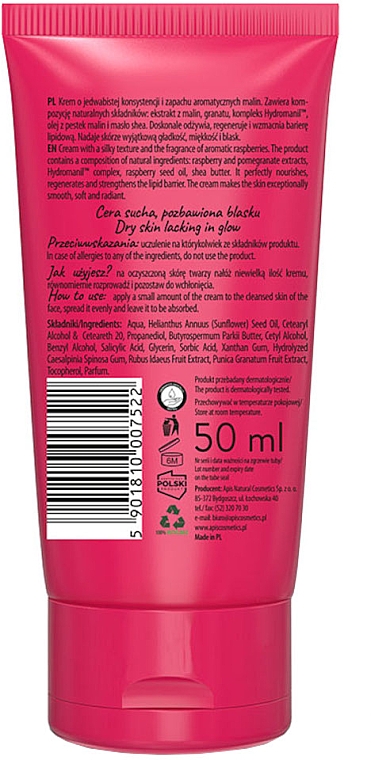 PL Krem o jedwabistej konsystencji i zapachu aromatycznych malin. Zawiera kom-
pozycję naturalnych składników: ekstrakt z malin, granatu, kompleks Hydromanil™,
olej z pestek malin i masło shea. Doskonale odżywia, regeneruje i wzmacnia barierę
lipidową. Nadaje skórze wyjątkową gładkość, miękkość i blask.
EN Cream with a silky texture and the fragrance of aromatic raspberries. The product
contains a composition of natural ingredients: raspberry and pomegranate extracts,
Hydromanil™ complex, raspberry seed oil, shea butter. It perfectly nourishes,
regenerates and strengthens the lipid barrier. The cream makes the skin exceptionally
smooth, soft and radiant.
Cera sucha, pozbawiona blasku
Dry skin lacking in glow
Przeciwwskazania: uczulenie na którykolwiek ze składników produktu.
In case of allergies to any of the ingredients, do not use the product.
Jak użyjesz? na oczyszczoną skórę twarzy nałóż niewielką ilość kremu,
równomiernie rozprowadź i pozostaw do wchłonięcia.
How to use: apply a small amount of the cream to the cleansed skin of the
face, spread it evenly and leave it to be absorbed.
Składniki/Ingredients: Aqua, Helianthus Annuus (Sunflower) Seed Oil, Cetearyl
Alcohol & Ceteareth 20, Propanediol, Butyrospermum Parkii Butter, Cetyl Alcohol,
Benzyl Alcohol, Salicylic Acid, Glycerin, Sorbic Acid, Xanthan Gum, Hydrolyzed
Caesalpinia Spinosa Gum, Rubus Idaeus Fruit Extract, Punica Granatum Fruit Extract,
Tocopherol, Parfum.
5 901810 007522
6M
POLSKI
PRODUKT
100%
Produkt przebadany dermatologicznie/
The product is dermatologically tested.
Przechowywać w temperaturze pokojowej/
Store at room temperature.
50 ml
Nr serii i data ważności na zgrzewie tuby/
Lot number and expiry date
on the tube seal
Producent: Apis Natural Cosmetics Sp. z o. o.
85-372 Bydgoszcz, ul. Łochowska 40
tel./fax: (52) 320 70 30
e-mail: biuro@apiscosmetics.pl
www.apiscosmetics.pl
Made in PL